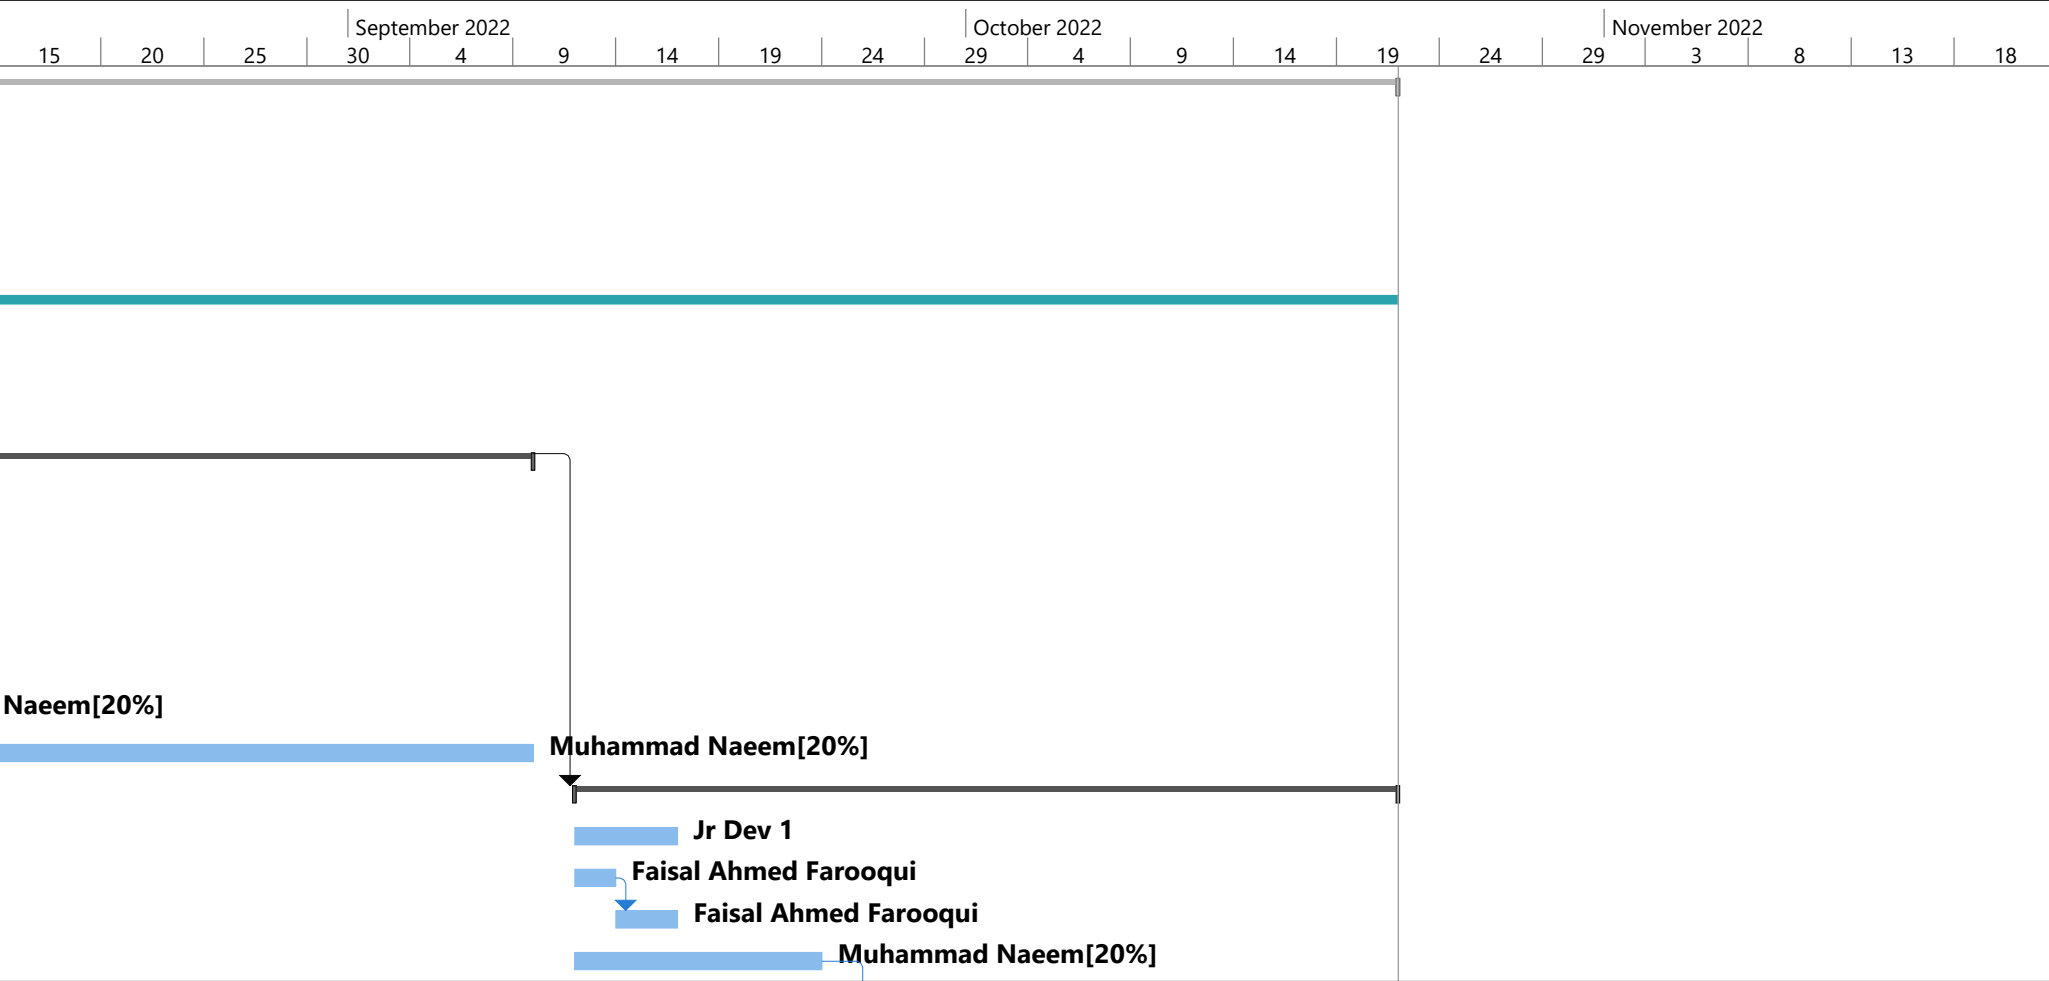 September 2022 October 2022 November 2022
15 20 25 30 4 9 14 19 24 29 4 9 14 19 24 29 3 8 13 18
Naeem[20%]
Muhammad Naeem[20%]
Jr Dev 1
Faisal Ahmed Farooqui
Faisal Ahmed Farooqui
Muhammad Naeem[20%]